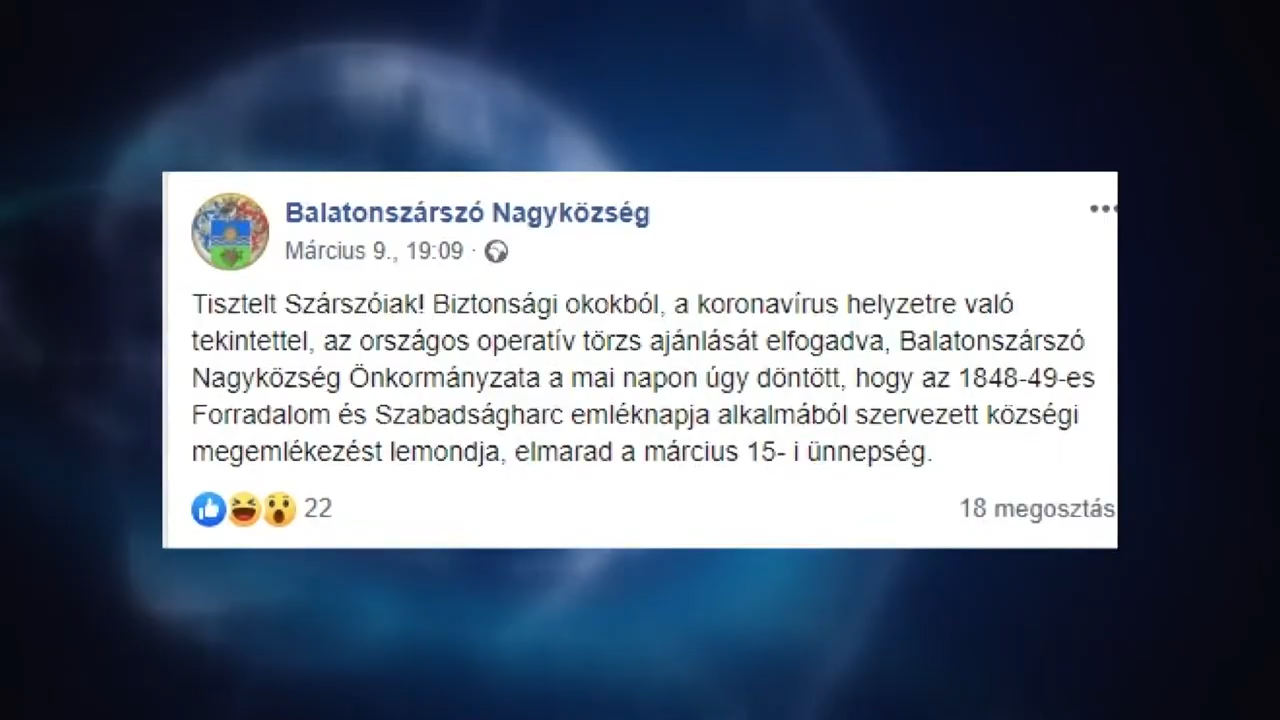 Balatonszárszó Nagyközség
Március 9., 19:09 ·
Tisztelt Szárszóiak! Biztonsági okokból, a koronavírus helyzetre való
tekintettel, az országos operatív törzs ajánlását elfogadva, Balatonszárszó
Nagyközség Önkormányzata a mai napon úgy döntött, hogy az 1848-49-es
Forradalom és Szabadságharc emléknapja alkalmából szervezett községi
megemlékezést lemondja, elmarad a március 15- i ünnepség.
22
18 megosztás